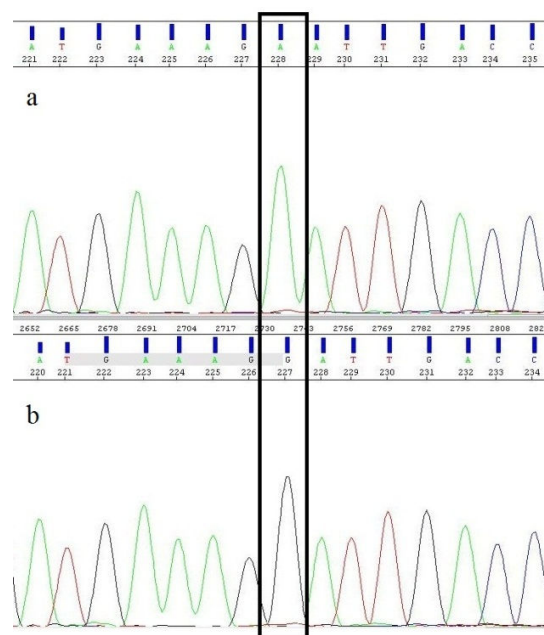 A T G A A A G A A T T G A C C
221 222 223 224 225 226 227 228 229 230 231 232 233 234 235
a
2652 2665 2678 2691 2704 2717 2730 2743 2756 2769 2782 2795 2808 282
A T G A A A G G A T T G A C C
220 221 222 223 224 225 226 227 228 229 230 231 232 233 234
b